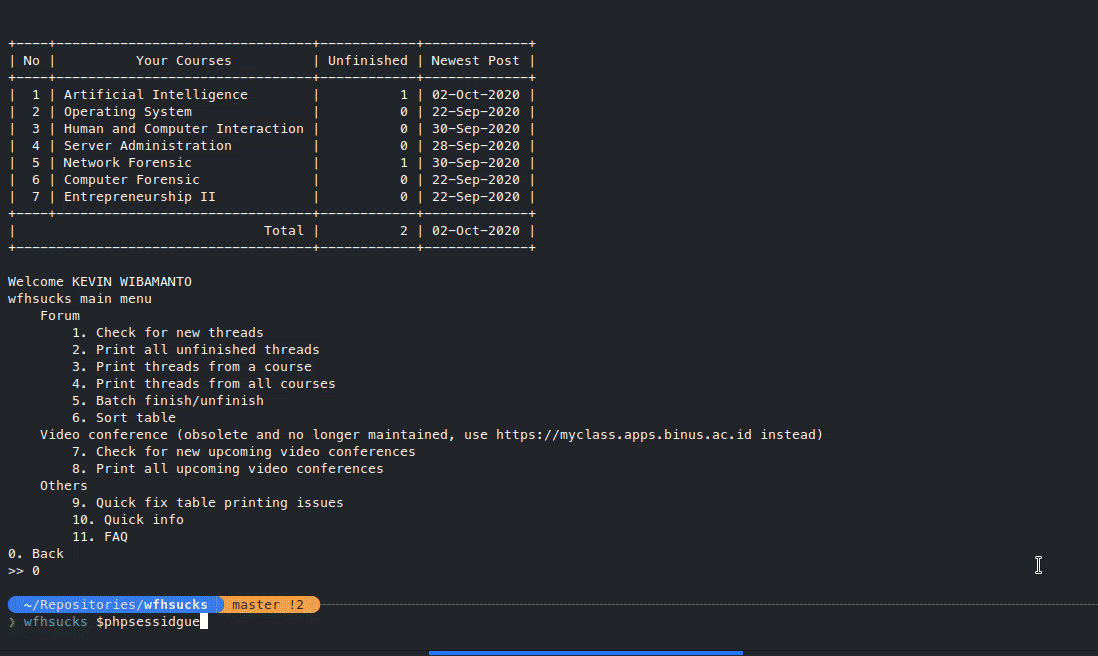 +----+--------------------------------+------------+-------------+
| No |          Your Courses          | Unfinished | Newest Post |
+----+--------------------------------+------------+-------------+
|  1 | Artificial Intelligence        |          1 | 02-Oct-2020 |
|  2 | Operating System               |          0 | 22-Sep-2020 |
|  3 | Human and Computer Interaction |          0 | 30-Sep-2020 |
|  4 | Server Administration          |          0 | 28-Sep-2020 |
|  5 | Network Forensic               |          1 | 30-Sep-2020 |
|  6 | Computer Forensic              |          0 | 22-Sep-2020 |
|  7 | Entrepreneurship II            |          0 | 22-Sep-2020 |
+----+--------------------------------+------------+-------------+
|                               Total |          2 | 02-Oct-2020 |
+-------------------------------------+------------+-------------+
Welcome KEVIN WIBAMANTO
wfhsucks main menu
    Forum
        1. Check for new threads
        2. Print all unfinished threads
        3. Print threads from a course
        4. Print threads from all courses
        5. Batch finish/unfinish
        6. Sort table
    Video conference (obsolete and no longer maintained, use https://myclass.apps.binus.ac.id instead)
        7. Check for new upcoming video conferences
        8. Print all upcoming video conferences
    Others
        9. Quick fix table printing issues
        10. Quick info
        11. FAQ
0. Back
>> 0
~/Repositories/wfhsucks master !2
❯ wfhsucks $phpsessidgue